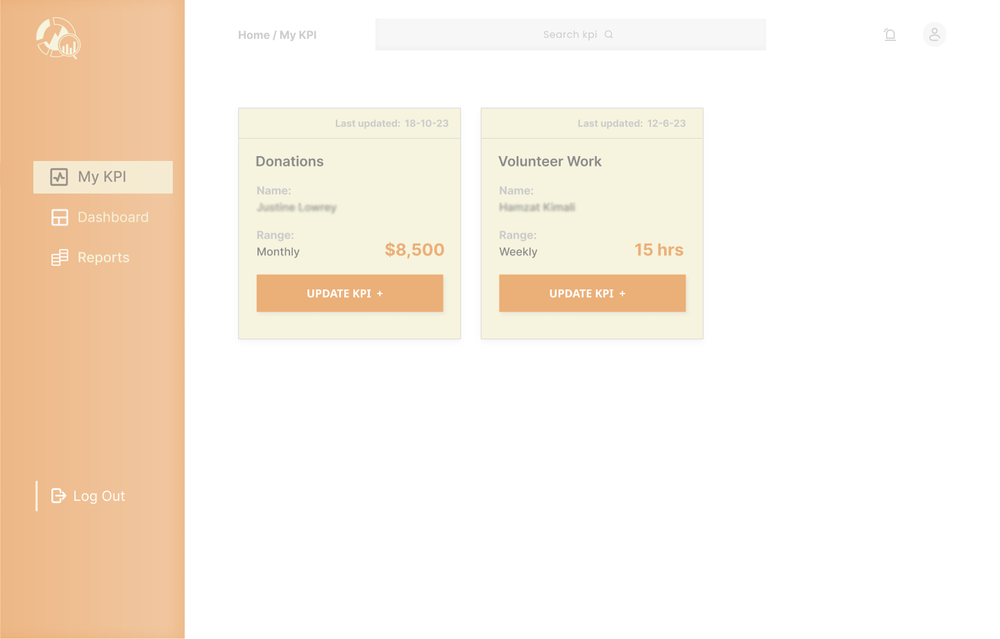 Home / My KPI
Search kpi
My KPI
Dashboard
Reports
Log Out
Last updated: 18-10-23
Donations
Name:
Justine Lowrey
Range:
Monthly
$8,500
UPDATE KPI +
Last updated: 12-6-23
Volunteer Work
Name:
Hamzat Kimali
Range:
Weekly
15 hrs
UPDATE KPI +